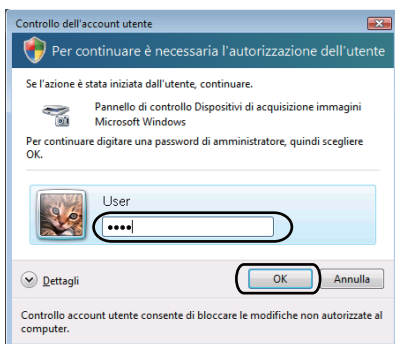 Controllo dell'account utente
Per continuare è necessaria l'autorizzazione dell'utente
Se l'azione è stata iniziata dall'utente, continuare.
Pannello di controllo Dispositivi di acquisizione immagini
Microsoft Windows
Per continuare digitare una password di amministratore, quindi scegliere
OK.
User
••••
Dettagli
OK
Annulla
Controllo account utente consente di bloccare le modifiche non autorizzate al
computer.